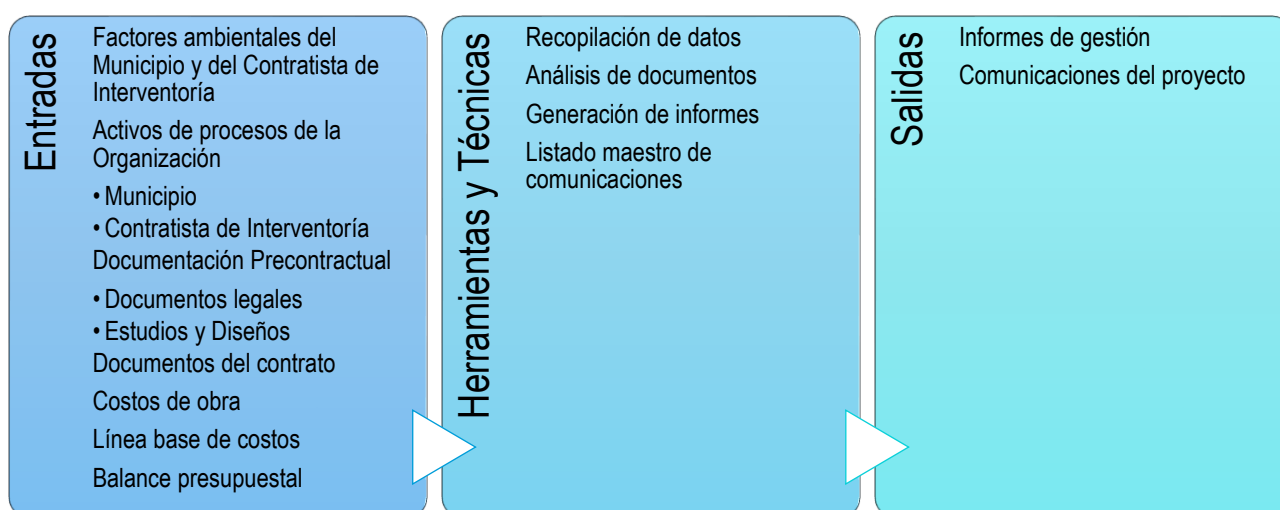 Entradas
Factores ambientales del
Municipio y del Contratista de
Interventoría
Activos de procesos de la
Organización
• Municipio
• Contratista de Interventoría
Documentación Precontractual
• Documentos legales
• Estudios y Diseños
Documentos del contrato
Costos de obra
Línea base de costos
Balance presupuestal
Herramientas y Técnicas
Recopilación de datos
Análisis de documentos
Generación de informes
Listado maestro de
comunicaciones
Salidas
Informes de gestión
Comunicaciones del proyecto